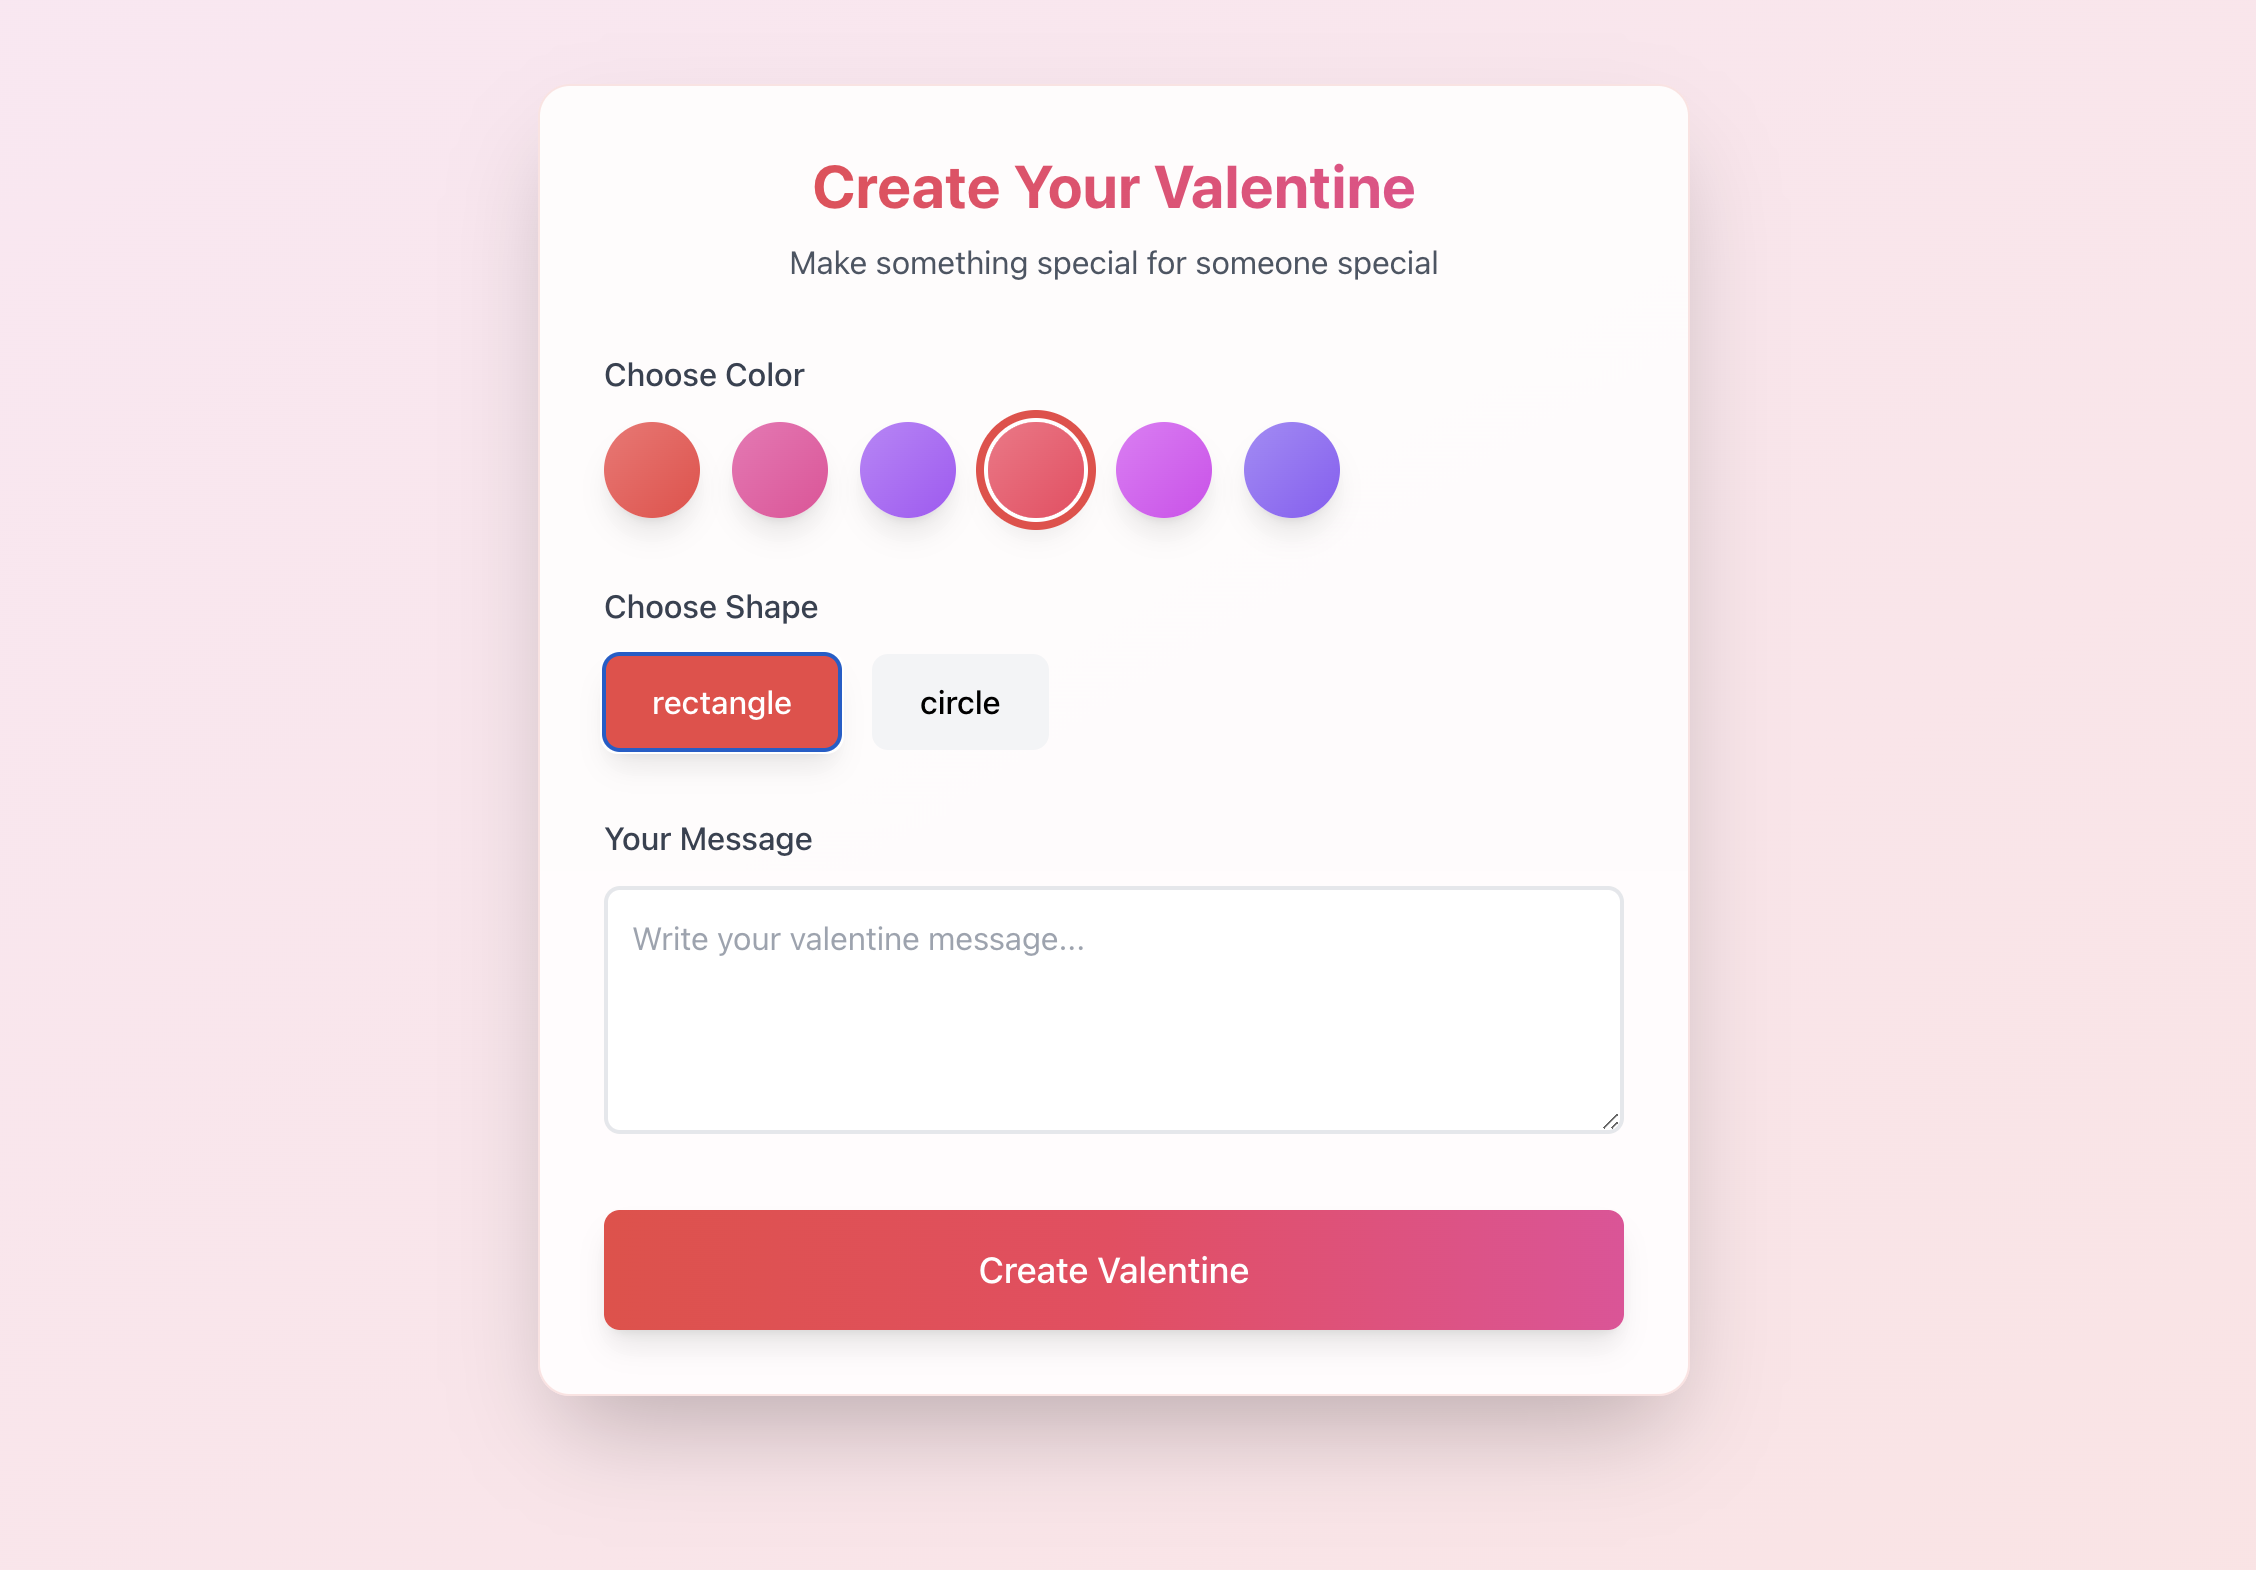 Create Your Valentine
Make something special for someone special
Choose Color
Choose Shape
rectangle
circle
Your Message
Write your valentine message...
Create Valentine